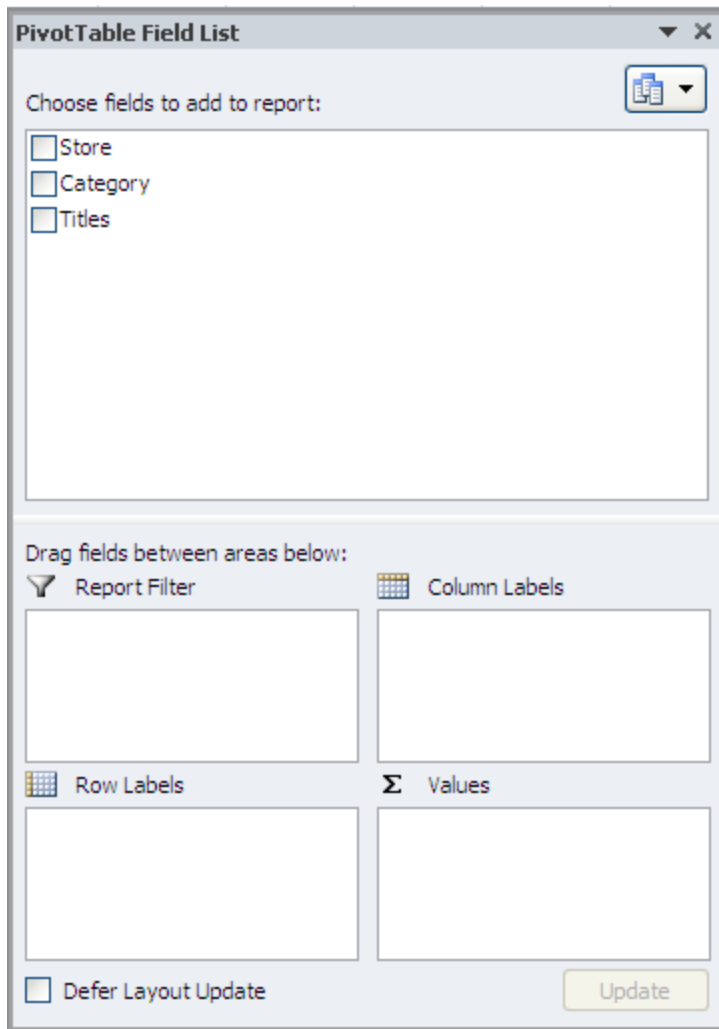 PivotTable Field List
Choose fields to add to report:
Store
Category
Titles
Drag fields between areas below:
Report Filter
Column Labels
Row Labels
Σ Values
Defer Layout Update
Update